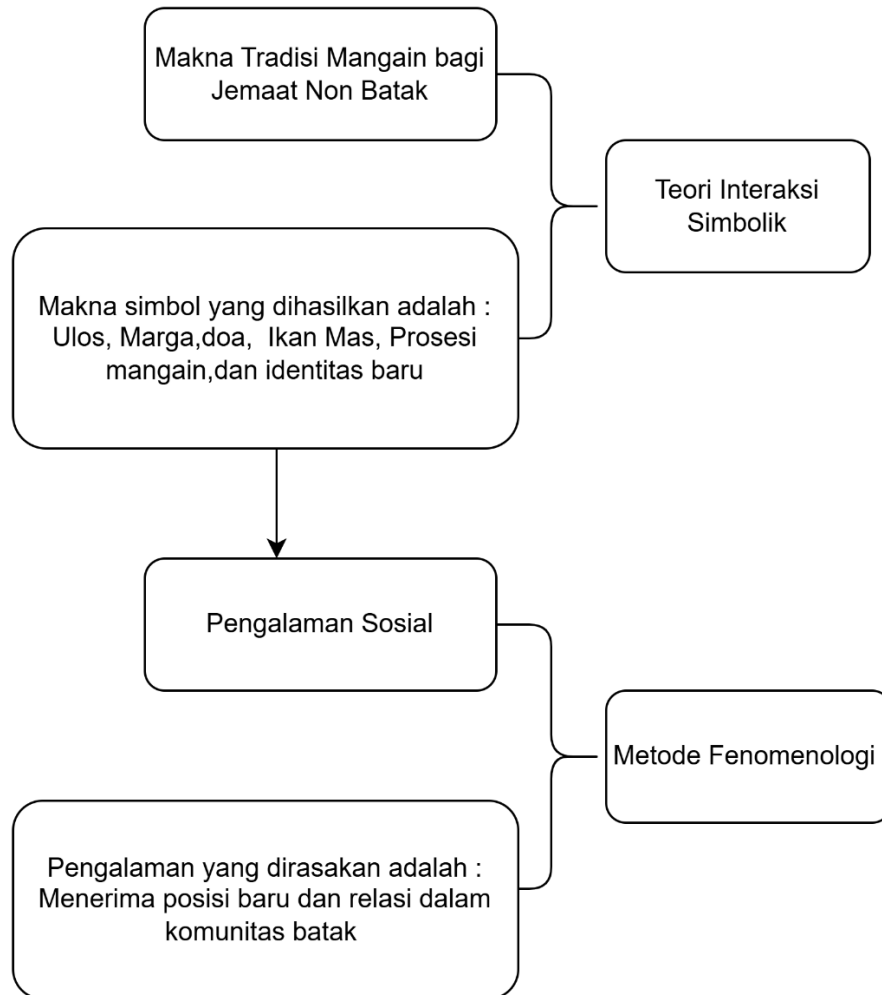 Makna Tradisi Mangain bagi
Jemaat Non Batak
Teori Interaksi
Simbolik
Makna simbol yang dihasilkan adalah :
Ulos, Marga,doa, Ikan Mas, Prosesi
mangain,dan identitas baru
Pengalaman Sosial
Metode Fenomenologi
Pengalaman yang dirasakan adalah :
Menerima posisi baru dan relasi dalam
komunitas batak